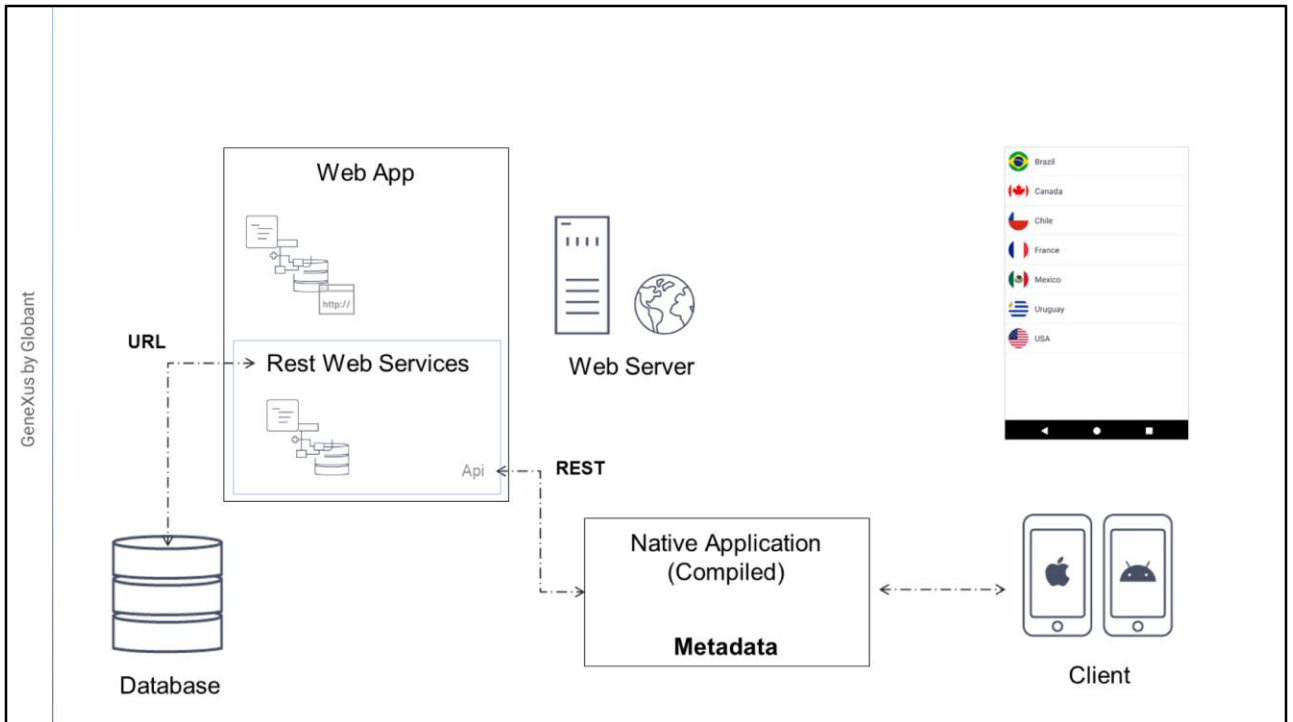 GeneXus by Globant
Web App
http://
URL
Rest Web Services
Api
Web Server
REST
Native Application
(Compiled)
Metadada
Database
Brazil
Canada
Chile
France
Mexico
Uruguay
USA
Client